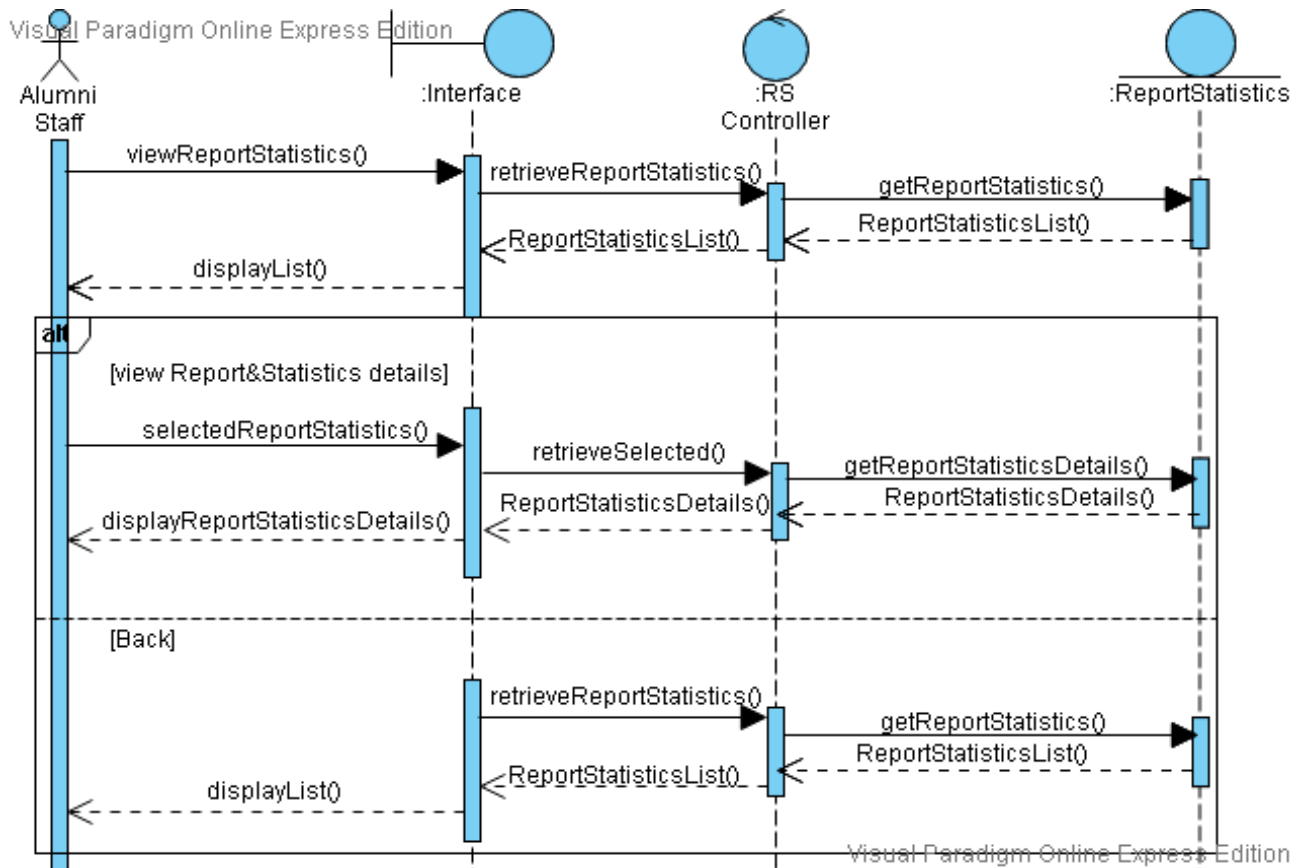 Visual Paradigm Online Express Edition
Alumni
Staff
:Interface
:RS
Controller
:ReportStatistics
viewReportStatistics()
retrieveReportStatistics()
getReportStatistics()
ReportStatisticsList()
ReportStatisticsList()
displayList()
alt
[view Report&Statistics details]
selectedReportStatistics()
retrieveSelected()
getReportStatisticsDetails()
ReportStatisticsDetails()
ReportStatisticsDetails()
displayReportStatisticsDetails()
[Back]
retrieveReportStatistics()
getReportStatistics()
ReportStatisticsList()
ReportStatisticsList()
displayList()
Visual Paradigm Online Express Edition